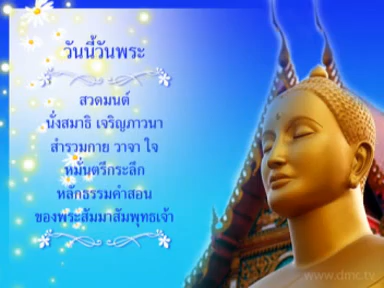 วันนี้วันพระ
สวดมนต์
นั่งสมาธิ เจริญภาวนา
สำรวมกาย วาจา ใจ
หมั่นตรึกระลึก
หลักธรรมคำสอน
ของพระสัมมาสัมพุทธเจ้า
www.dmc.tv